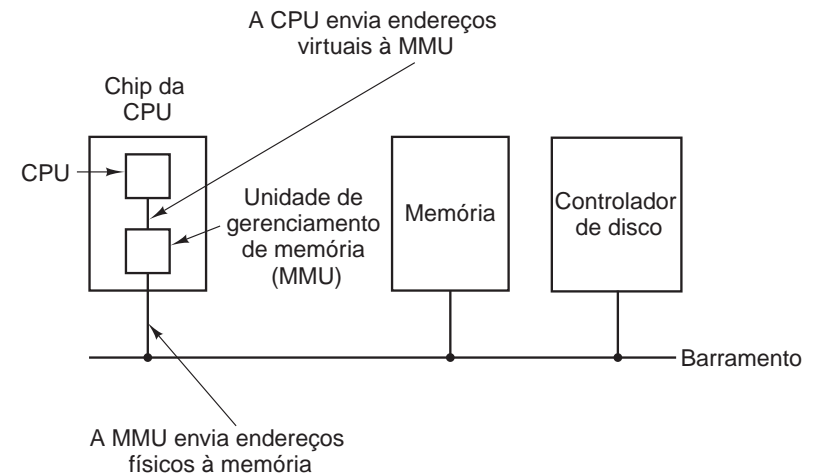 A CPU envia endereços
virtuais à MMU
Chip da
CPU
CPU
Unidade de
gerenciamento
de memória
(MMU)
Memória
Controlador
de disco
Barramento
A MMU envia endereços
físicos à memória